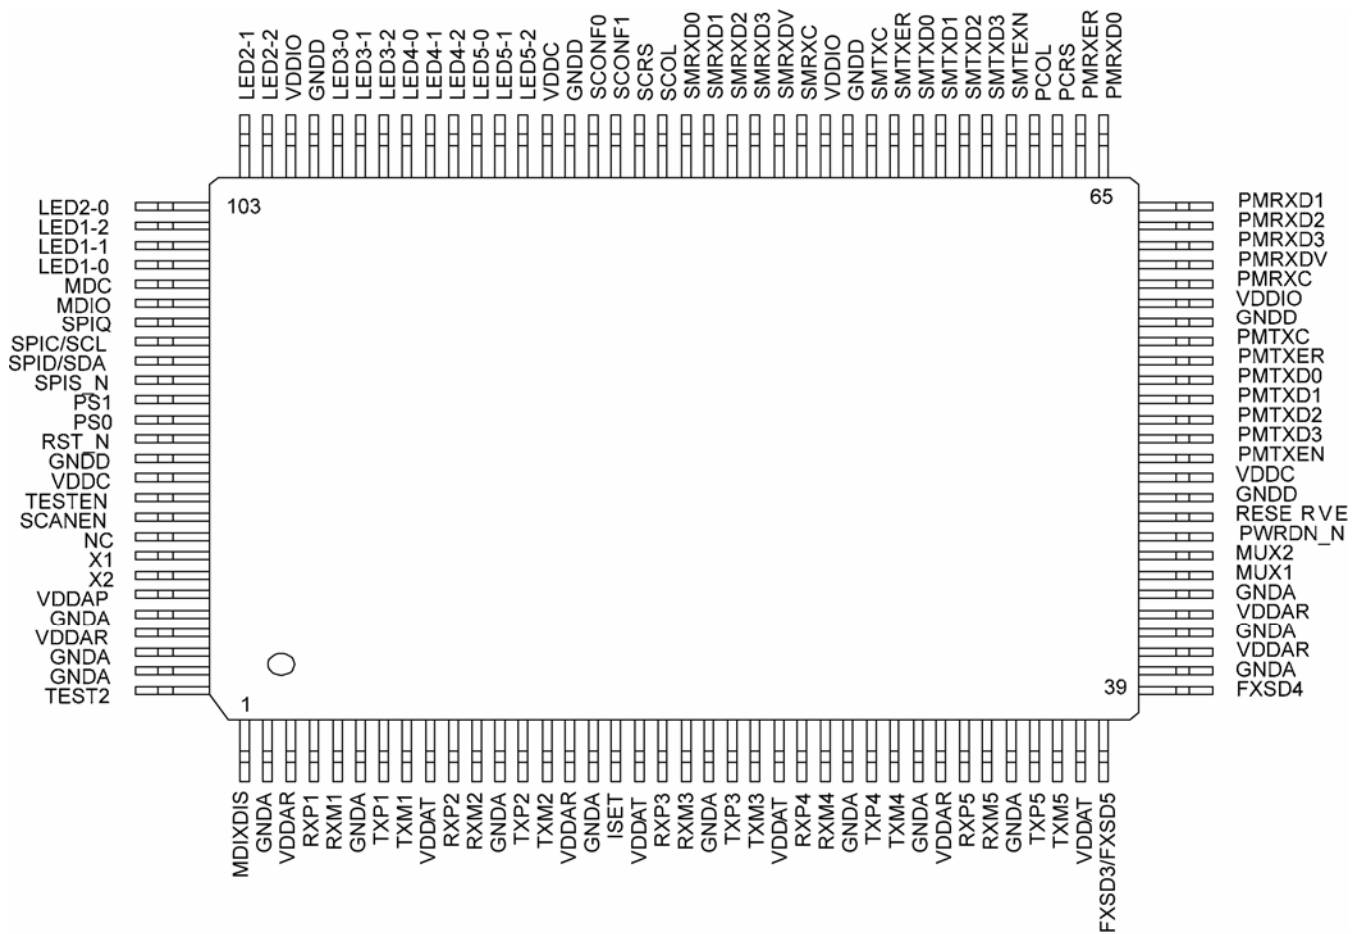 LED2-1
LED2-2
VDDIO
GNDD
LED3-0
LED3-1
LED3-2
LED4-0
LED4-1
LED4-2
LED5-0
LED5-1
LED5-2
VDDC
GNDD
SCONF0
SCONF1
SCRS
SCOL
SMRXD0
SMRXD1
SMRXD2
SMRXD3
SMRXDV
SMRXC
VDDIO
GNDD
SMTXC
SMTXER
SMTXD0
SMTXD1
SMTXD2
SMTXD3
SMTEXN
PCOL
PCRS
PMRXER
PMRXD0
103
65
LED2-0
LED1-2
LED1-1
LED1-0
MDC
MDIO
SPIQ
SPIC/SCL
SPID/SDA
SPIS_N
PS1
PS0
RST_N
GNDD
VDDC
TESTEN
SCANEN
NC
X1
X2
VDDAP
GNDA
VDDAR
GNDA
GNDA
TEST2
PMRXD1
PMRXD2
PMRXD3
PMRXDV
PMRXC
VDDIO
GNDD
PMTXC
PMTXER
PMTXD0
PMTXD1
PMTXD2
PMTXD3
PMTXEN
VDDC
GNDD
RESE RVE
PWRDN_N
MUX2
MUX1
GNDA
VDDAR
GNDA
VDDAR
GNDA
FXSD4
1
39
MDIXDIS
GNDA
VDDAR
RXP1
RXM1
GNDA
TXP1
TXM1
VDDAT
RXP2
RXM2
GNDA
TXP2
TXM2
VDDAR
GNDA
ISET
VDDAT
RXP3
RXM3
GNDA
TXP3
TXM3
VDDAT
RXP4
RXM4
GNDA
TXP4
TXM4
GNDA
VDDAR
RXP5
RXM5
GNDA
TXP5
TXM5
VDDAT
FXSD3/FXSD5